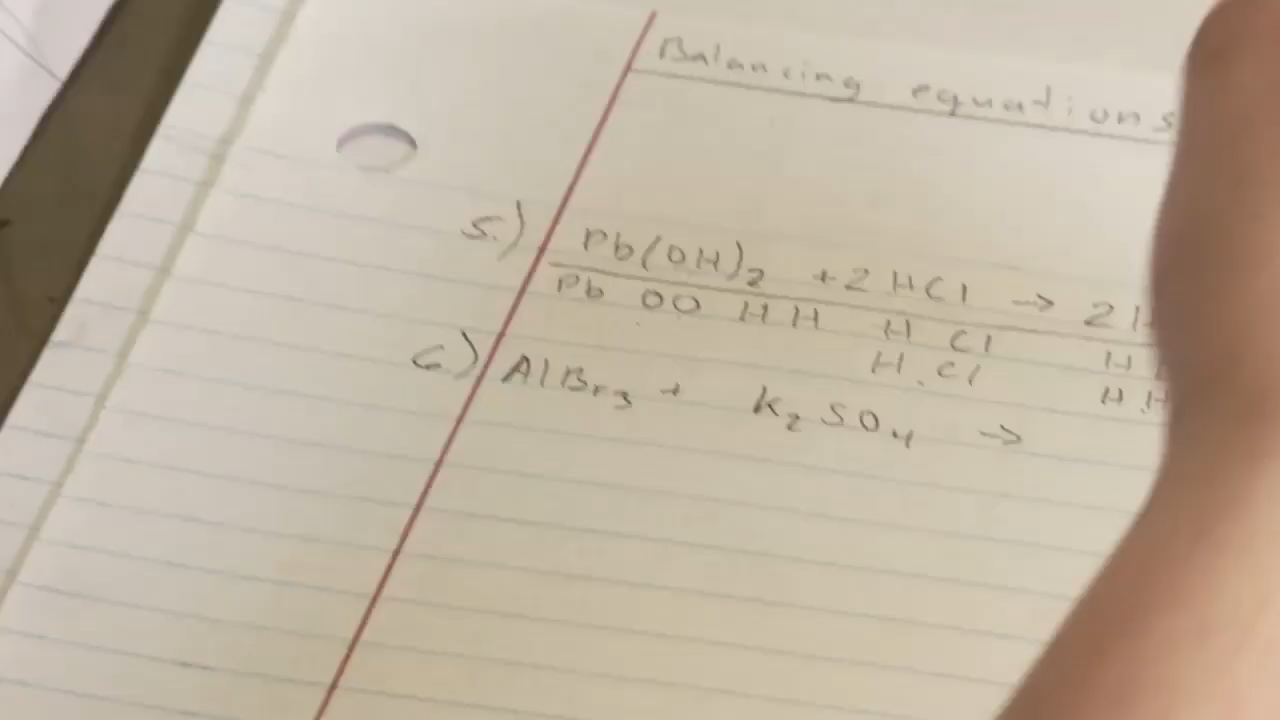 Balancing equations
5.) Pb(OH)2 + 2 HCl → 2 H
Pb OO HH H Cl H
H Cl H H
6.) AlBr3 + K2SO4 →